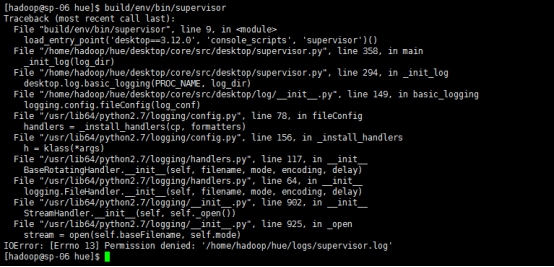 [hadoop@sp-06 hue]$ build/env/bin/supervisor
Traceback (most recent call last):
  File "build/env/bin/supervisor", line 9, in <module>
    load_entry_point('desktop==3.12.0', 'console_scripts', 'supervisor')()
  File "/home/hadoop/hue/desktop/core/src/desktop/supervisor.py", line 358, in main
    _init_log(log_dir)
  File "/home/hadoop/hue/desktop/core/src/desktop/supervisor.py", line 294, in _init_log
    desktop.log.basic_logging(PROC_NAME, log_dir)
  File "/home/hadoop/hue/desktop/core/src/desktop/log/__init__.py", line 149, in basic_logging
    logging.config.fileConfig(log_conf)
  File "/usr/lib64/python2.7/logging/config.py", line 78, in fileConfig
    handlers = _install_handlers(cp, formatters)
  File "/usr/lib64/python2.7/logging/config.py", line 156, in _install_handlers
    h = klass(*args)
  File "/usr/lib64/python2.7/logging/handlers.py", line 117, in __init__
    BaseRotatingHandler.__init__(self, filename, mode, encoding, delay)
  File "/usr/lib64/python2.7/logging/handlers.py", line 64, in __init__
    logging.FileHandler.__init__(self, filename, mode, encoding, delay)
  File "/usr/lib64/python2.7/logging/__init__.py", line 902, in __init__
    StreamHandler.__init__(self, self._open())
  File "/usr/lib64/python2.7/logging/__init__.py", line 925, in _open
    stream = open(self.baseFilename, self.mode)
IOError: [Errno 13] Permission denied: '/home/hadoop/hue/logs/supervisor.log'
[hadoop@sp-06 hue]$